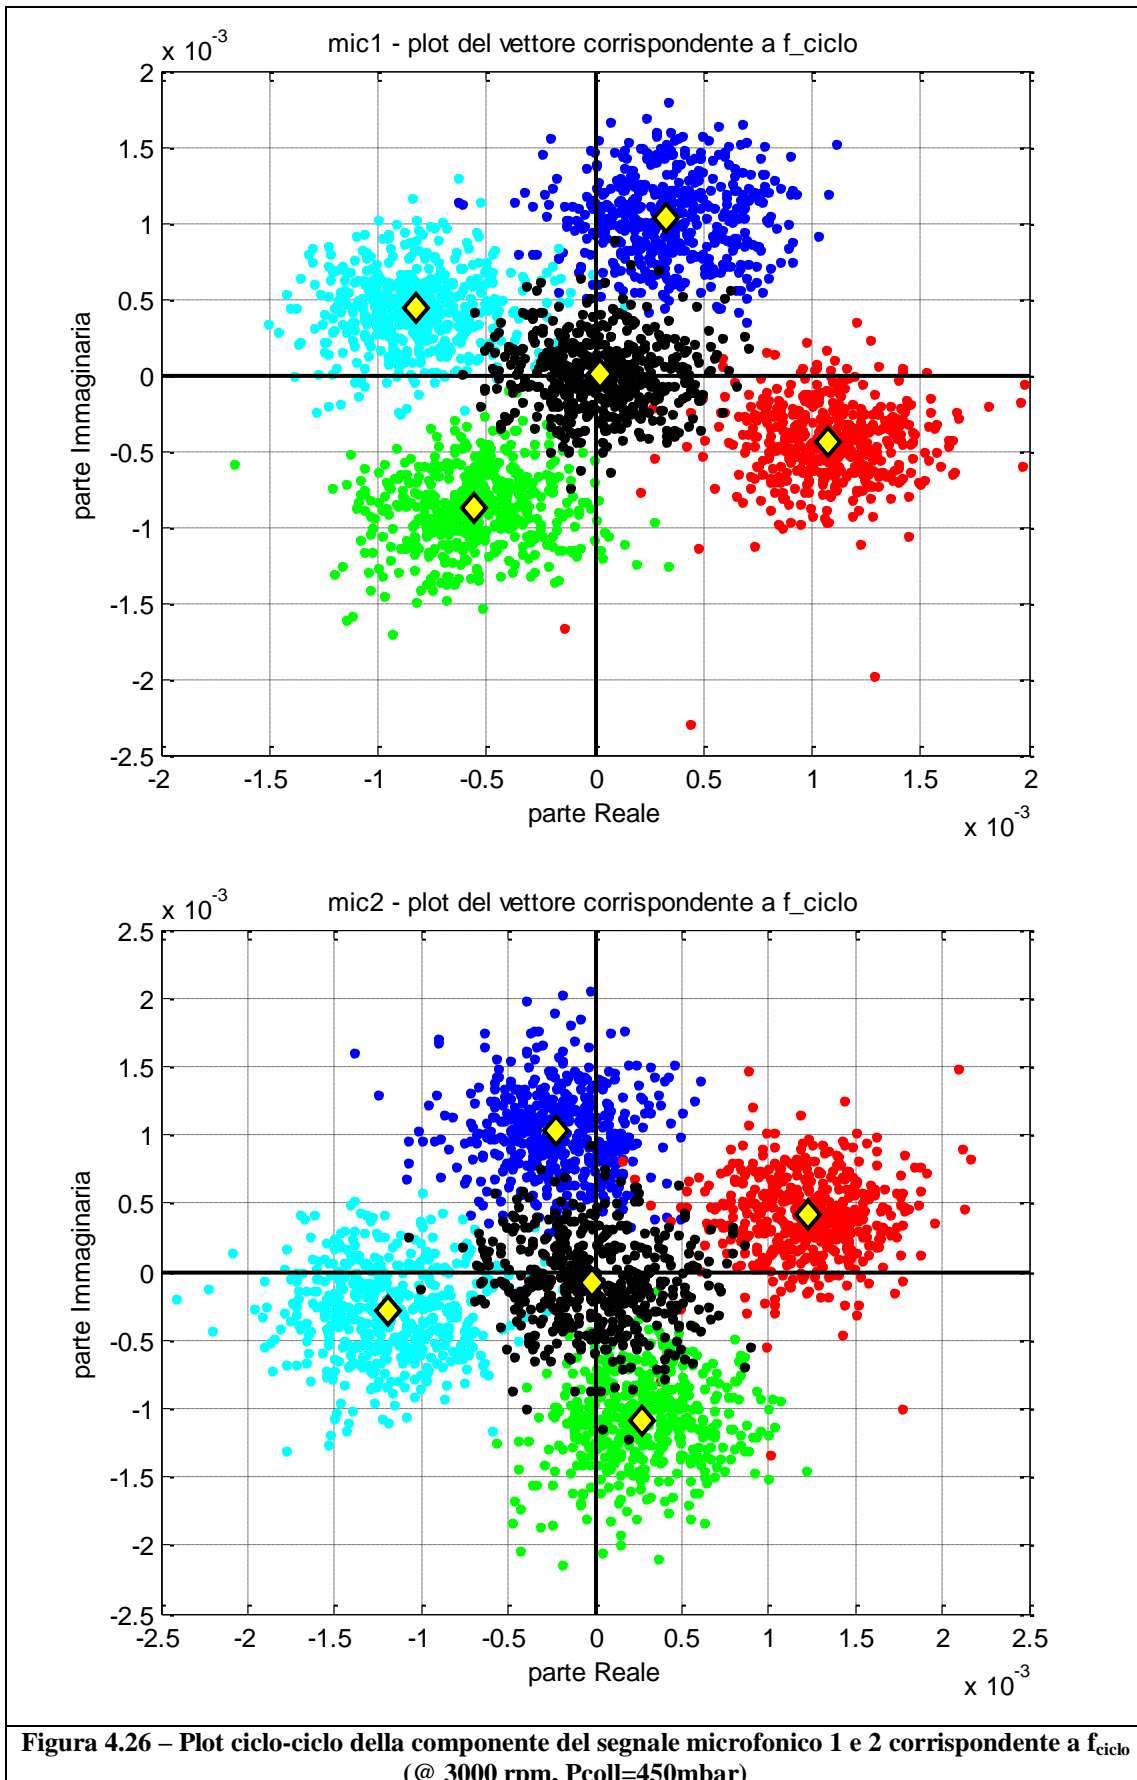 mic1 - plot del vettore corrispondente a f_ciclo
x 10-3
2
1.5
1
0.5
0
-0.5
-1
-1.5
-2
-2.5
parte Immaginaria
-2 -1.5 -1 -0.5 0 0.5 1 1.5 2
parte Reale
x 10-3
mic2 - plot del vettore corrispondente a f_ciclo
x 10-3
2.5
2
1.5
1
0.5
0
-0.5
-1
-1.5
-2
-2.5
parte Immaginaria
-2.5 -2 -1.5 -1 -0.5 0 0.5 1 1.5 2 2.5
parte Reale
x 10-3
Figura 4.26 – Plot ciclo-ciclo della componente del segnale microfonico 1 e 2 corrispondente a fciclo
(@ 3000 rpm, Pcoll=450mbar)